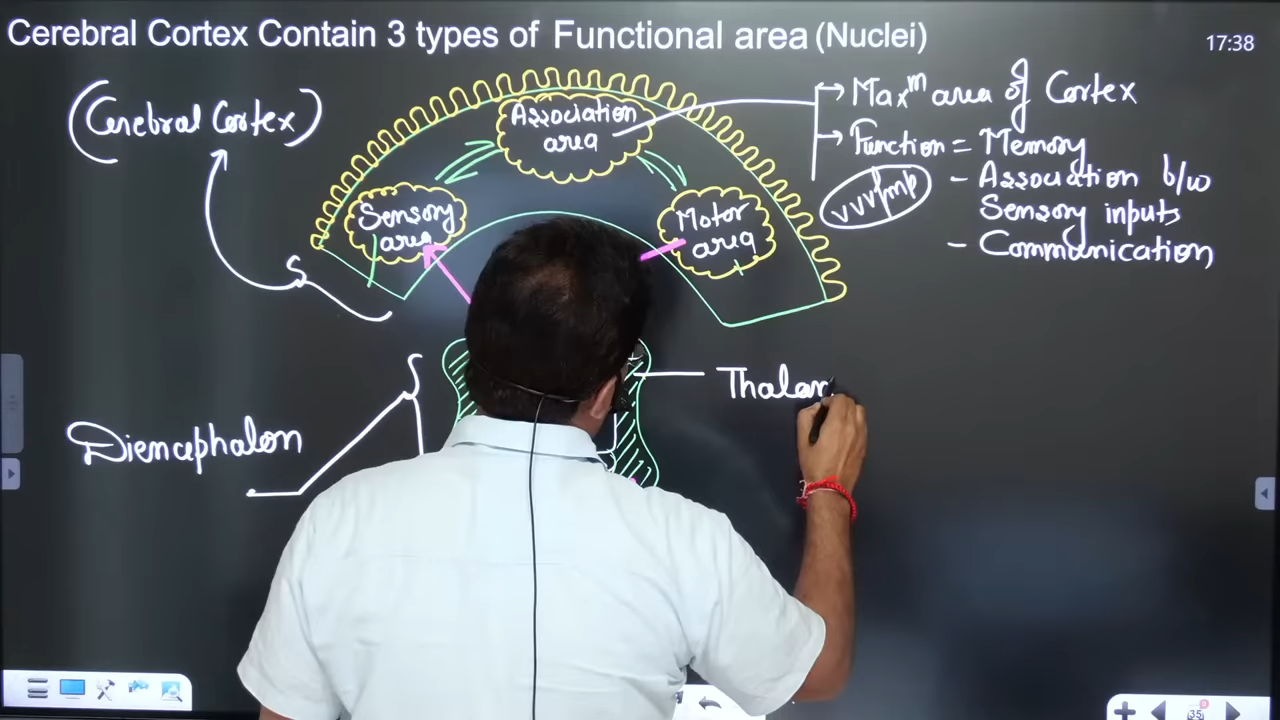 Cerebral Cortex Contain 3 types of Functional area (Nuclei)
17:38
(Cerebral Cortex)
Association
area
Sensory
area
Motor
area
→ Max^m area of Cortex
→ Function = Memory
- Association b/w
Sensory inputs
- Communication
VVVImp
Thalam
Diencephalon
35